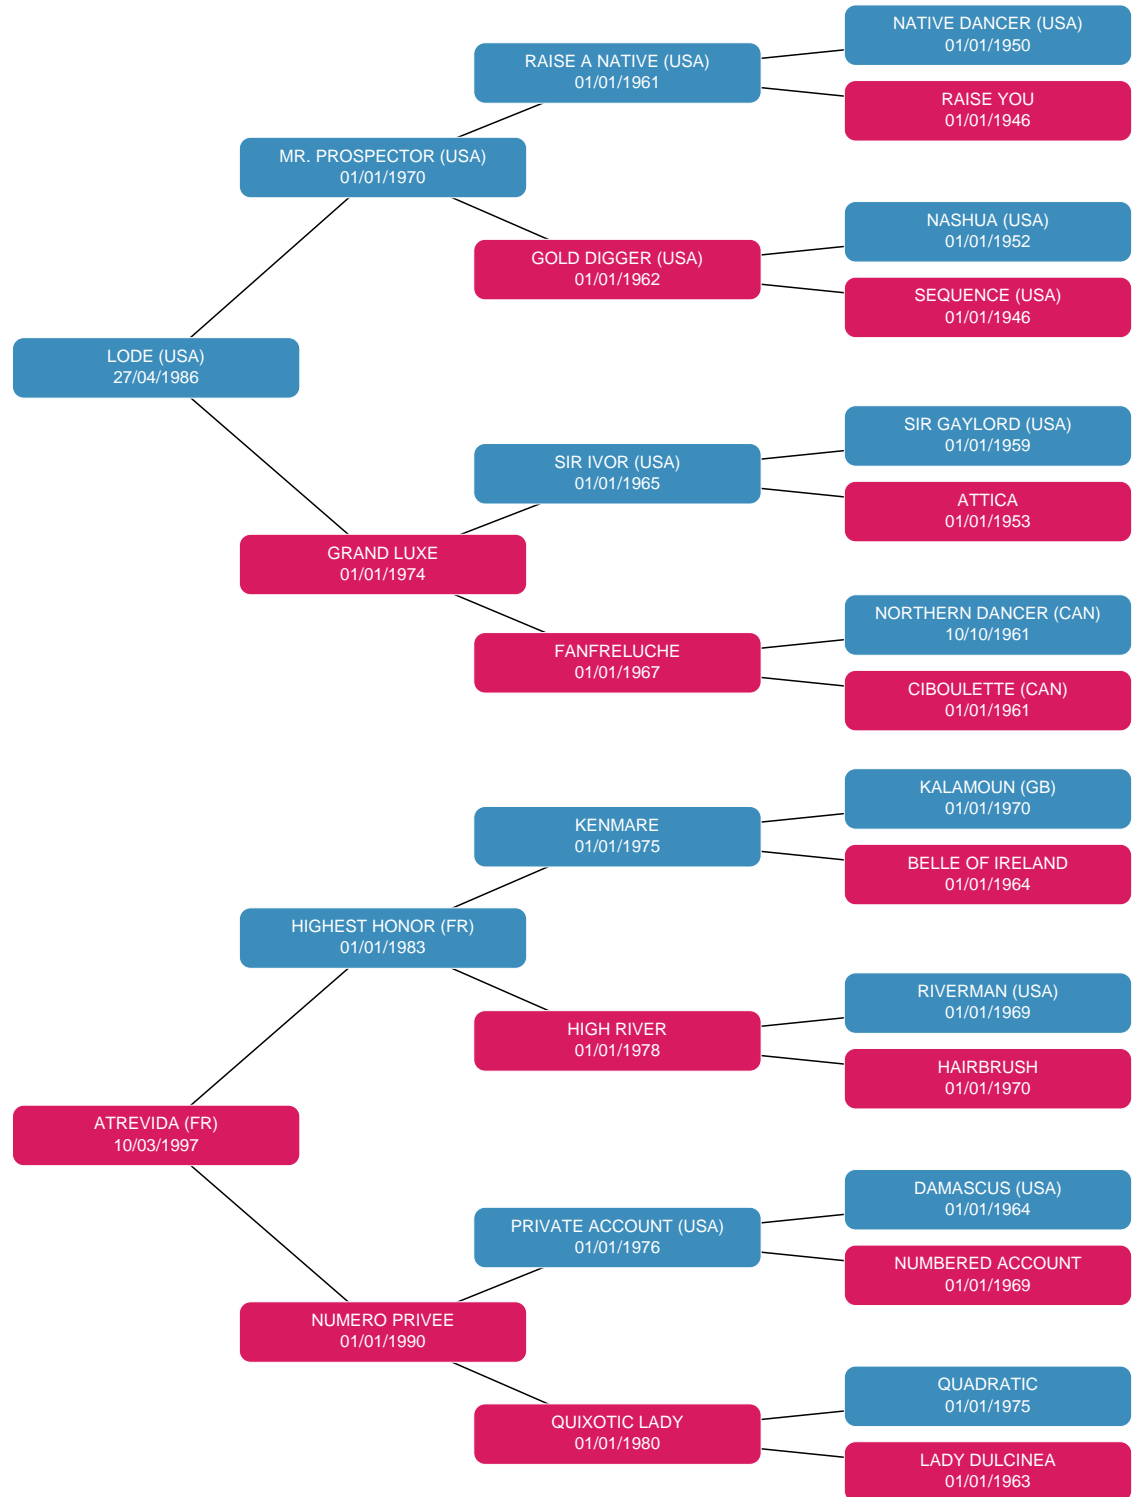 NATIVE DANCER (USA)
01/01/1950
RAISE A NATIVE (USA)
01/01/1961
RAISE YOU
01/01/1946
MR. PROSPECTOR (USA)
01/01/1970
NASHUA (USA)
01/01/1952
GOLD DIGGER (USA)
01/01/1962
SEQUENCE (USA)
01/01/1946
LODE (USA)
27/04/1986
SIR GAYLORD (USA)
01/01/1959
SIR IVOR (USA)
01/01/1965
ATTICA
01/01/1953
GRAND LUXE
01/01/1974
NORTHERN DANCER (CAN)
10/10/1961
FANFRELUCHE
01/01/1967
CIBOULETTE (CAN)
01/01/1961
KALAMOUN (GB)
01/01/1970
KENMARE
01/01/1975
BELLE OF IRELAND
01/01/1964
HIGHEST HONOR (FR)
01/01/1983
RIVERMAN (USA)
01/01/1969
HIGH RIVER
01/01/1978
HAIRBRUSH
01/01/1970
ATREVIDA (FR)
10/03/1997
DAMASCUS (USA)
01/01/1964
PRIVATE ACCOUNT (USA)
01/01/1976
NUMBERED ACCOUNT
01/01/1969
NUMERO PRIVEE
01/01/1990
QUADRATIC
01/01/1975
QUIXOTIC LADY
01/01/1980
LADY DULCINEA
01/01/1963